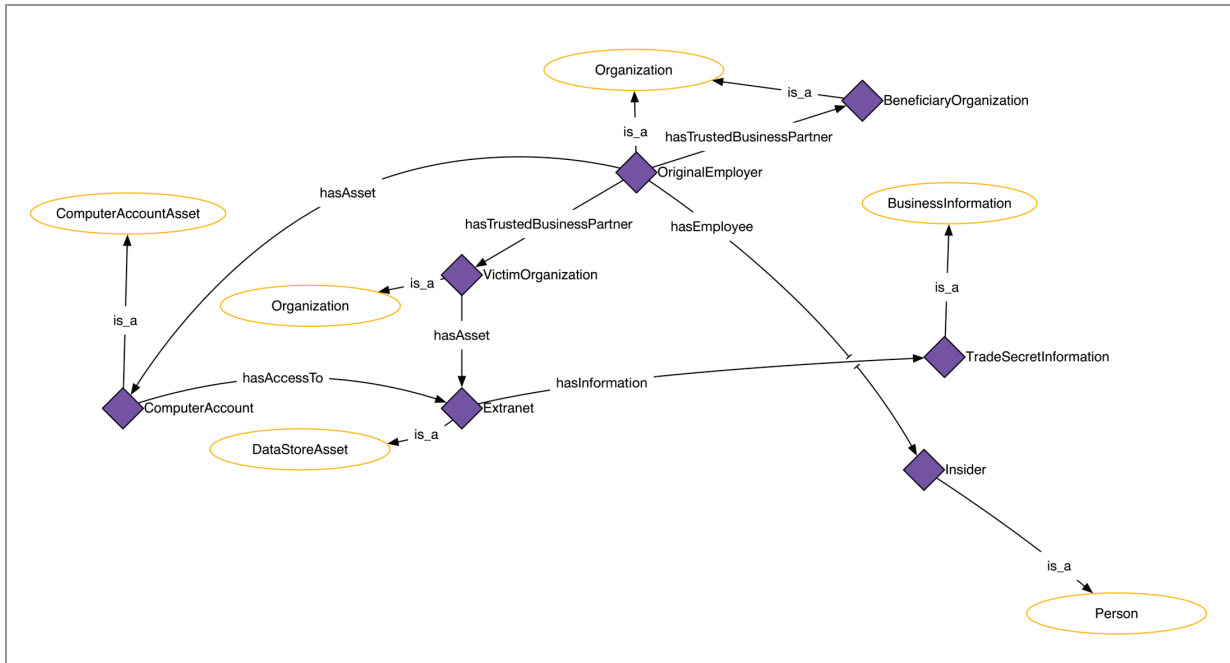 Organization
is_a
BeneficiaryOrganization
is_a
hasTrustedBusinessPartner
OriginalEmployer
hasAsset
ComputerAccountAsset
BusinessInformation
hasTrustedBusinessPartner
hasEmployee
VictimOrganization
is_a
Organization
is_a
is_a
hasAsset
TradeSecretInformation
hasAccessTo
hasInformation
ComputerAccount
Extranet
is_a
DataStoreAsset
Insider
is_a
Person